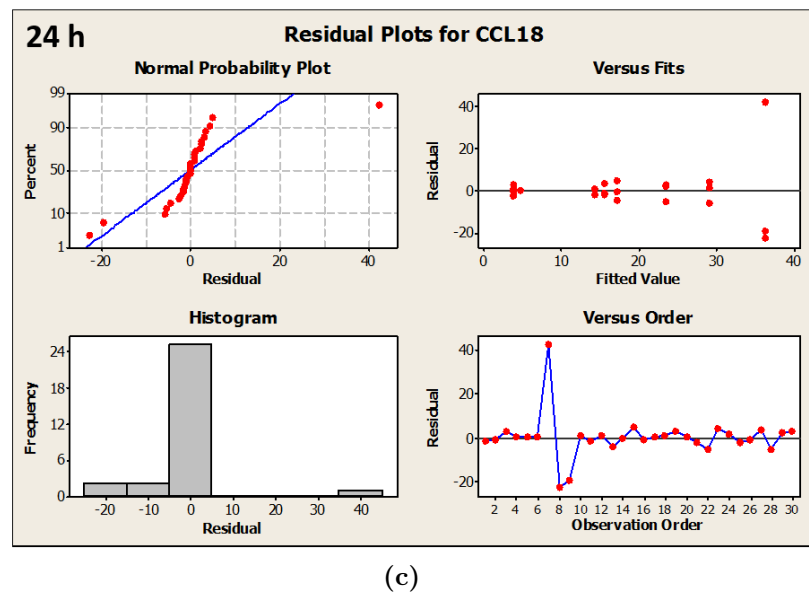 24 h
Residual Plots for CCL18
Normal Probability Plot
Versus Fits
99
90
50
10
1
Percent
-20
0
20
40
Residual
40
20
0
-20
Residual
0
10
20
30
40
Fitted Value
Histogram
Versus Order
24
18
12
6
0
Frequency
-20
-10
0
10
20
30
40
Residual
40
20
0
-20
Residual
2 4 6 8 10 12 14 16 18 20 22 24 26 28 30
Observation Order
(c)